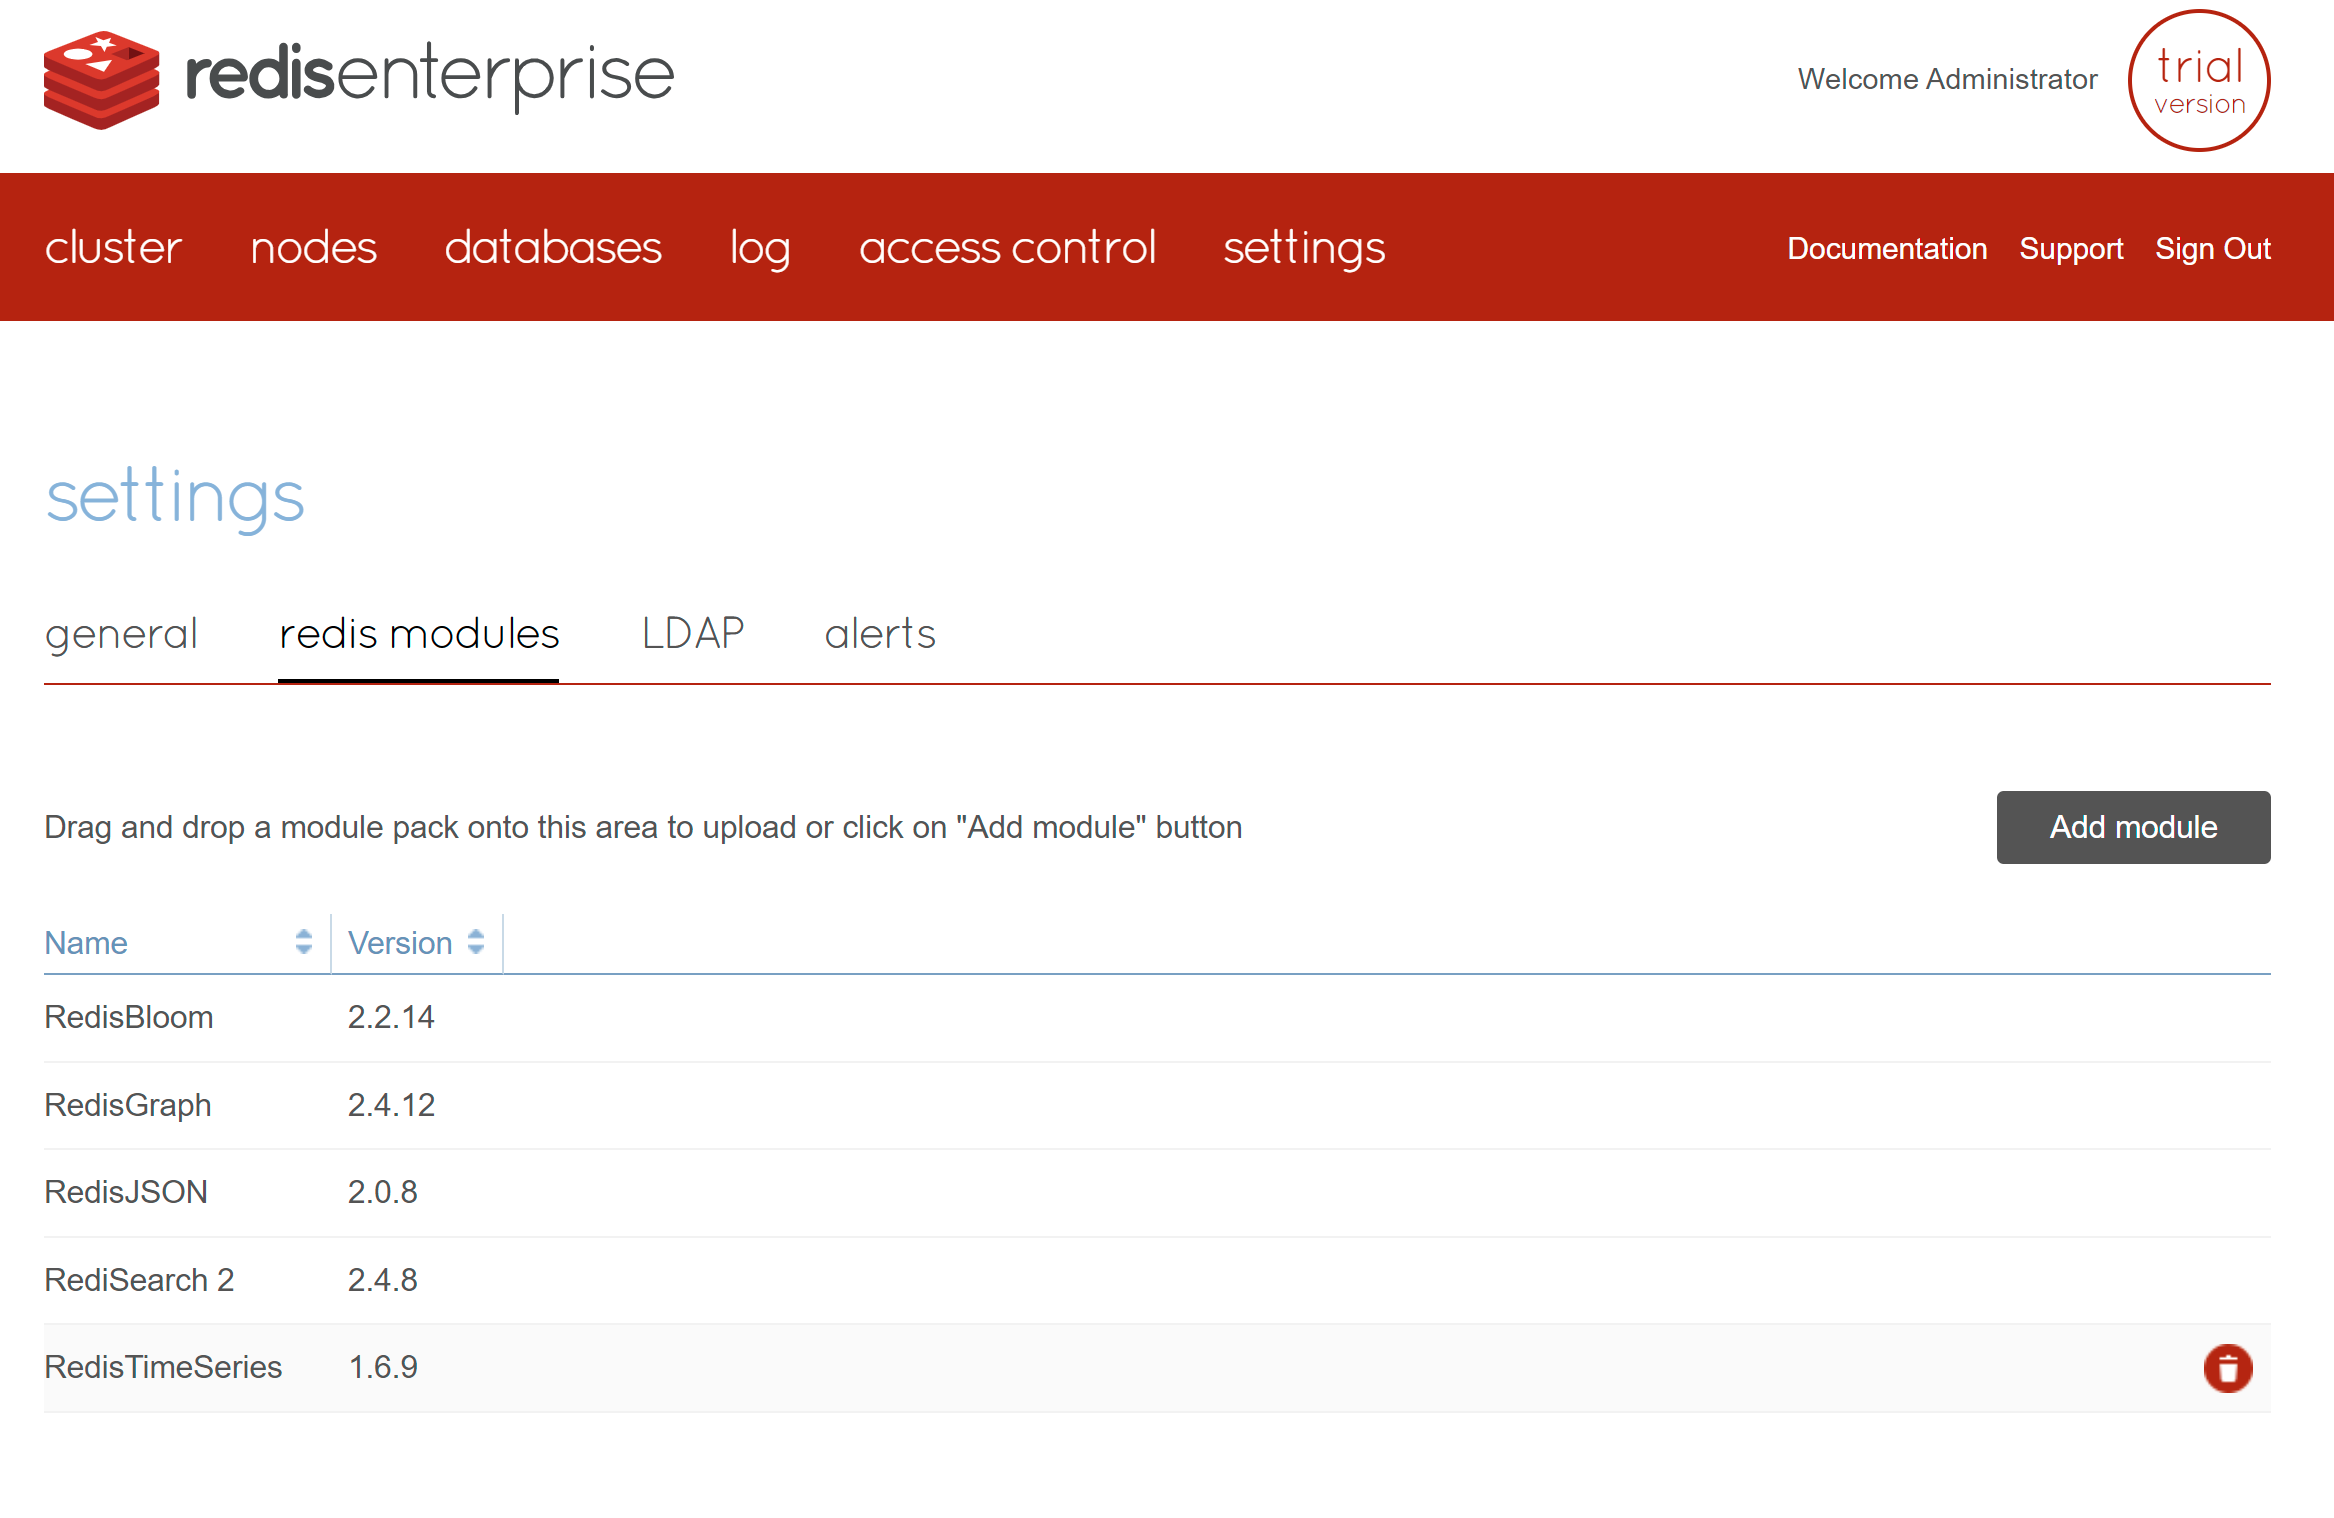 redisenterprise
Welcome Administrator
trial
version
cluster nodes databases log access control settings Documentation Support Sign Out
settings
general redis modules LDAP alerts
Drag and drop a module pack onto this area to upload or click on "Add module" button Add module
Name Version
RedisBloom 2.2.14
RedisGraph 2.4.12
RedisJSON 2.0.8
RediSearch 2 2.4.8
RedisTimeSeries 1.6.9